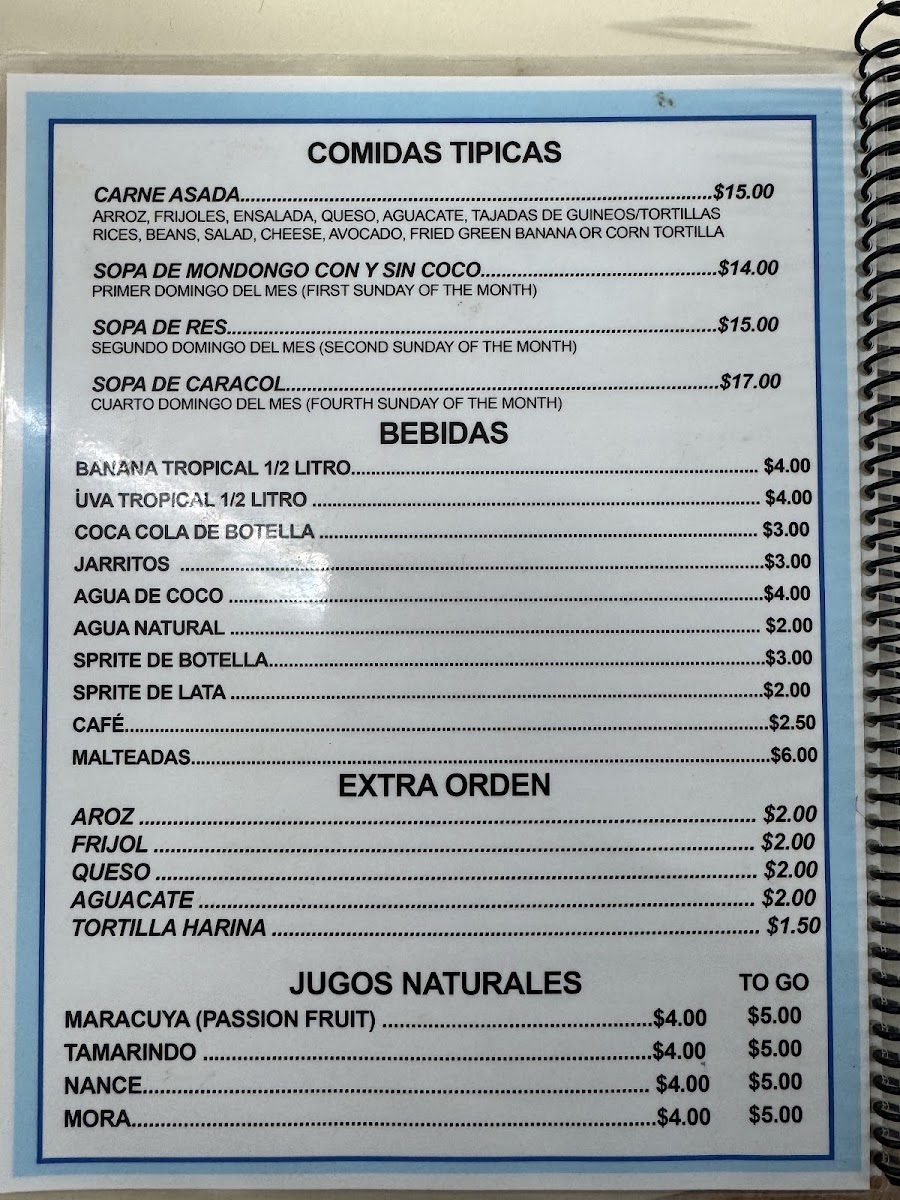 COMIDAS TIPICAS
CARNE ASADA...$15.00
ARROZ, FRIJOLES, ENSALADA, QUESO, AGUACATE, TAJADAS DE GUINEOS/TORTILLAS
RICES, BEANS, SALAD, CHEESE, AVOCADO, FRIED GREEN BANANA OR CORN TORTILLA
SOPA DE MONDONGO CON Y SIN COCO...$14.00
PRIMER DOMINGO DEL MES (FIRST SUNDAY OF THE MONTH)
SOPA DE RES...$15.00
SEGUNDO DOMINGO DEL MES (SECOND SUNDAY OF THE MONTH)
SOPA DE CARACOL...$17.00
CUARTO DOMINGO DEL MES (FOURTH SUNDAY OF THE MONTH)
BEBIDAS
BANANA TROPICAL 1/2 LITRO... $4.00
UVA TROPICAL 1/2 LITRO ... $4.00
COCA COLA DE BOTELLA ... $3.00
JARRITOS ...$3.00
AGUA DE COCO ...$4.00
AGUA NATURAL ... $2.00
SPRITE DE BOTELLA...$3.00
SPRITE DE LATA ...$2.00
CAFÉ...$2.50
MALTEADAS...$6.00
EXTRA ORDEN
AROZ ... $2.00
FRIJOL ... $2.00
QUESO ... $2.00
AGUACATE ... $2.00
TORTILLA HARINA ... $1.50
JUGOS NATURALES TO GO
MARACUYA (PASSION FRUIT) ...$4.00 $5.00
TAMARINDO ...$4.00 $5.00
NANCE... $4.00 $5.00
MORA...$4.00 $5.00